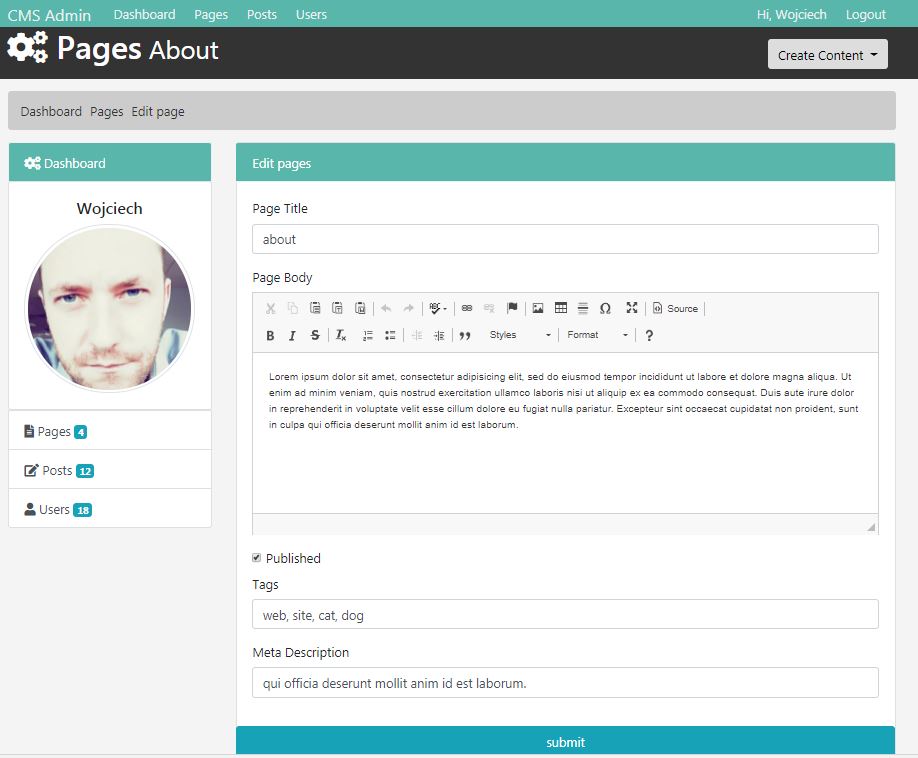 CMS Admin Dashboard Pages Posts Users Hi, Wojciech Logout
Pages About
Create Content
Dashboard Pages Edit page
Dashboard
Wojciech
Pages 4
Posts 12
Users 18
Edit pages
Page Title
about
Page Body
Source
B I S Tx Styles Format ?
Lorem ipsum dolor sit amet, consectetur adipisicing elit, sed do eiusmod tempor incididunt ut labore et dolore magna aliqua. Ut
enim ad minim veniam, quis nostrud exercitation ullamco laboris nisi ut aliquip ex ea commodo consequat. Duis aute irure dolor
in reprehenderit in voluptate velit esse cillum dolore eu fugiat nulla pariatur. Excepteur sint occaecat cupidatat non proident, sunt
in culpa qui officia deserunt mollit anim id est laborum.
Published
Tags
web, site, cat, dog
Meta Description
qui officia deserunt mollit anim id est laborum.
submit